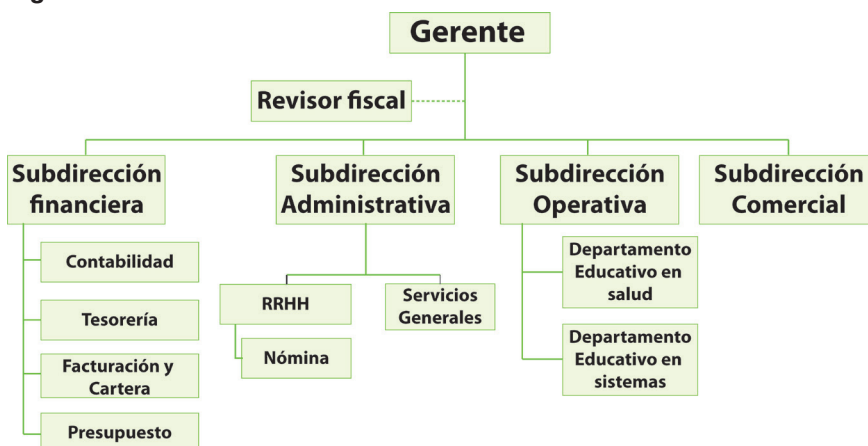 Gerente
Revisor fiscal
Subdirección
financiera
Subdirección
Administrativa
Subdirección
Operativa
Subdirección
Comercial
Contabilidad
Tesorería
Facturación y
Cartera
Presupuesto
RRHH
Nómina
Servicios
Generales
Departamento
Educativo en
salud
Departamento
Educativo en
sistemas